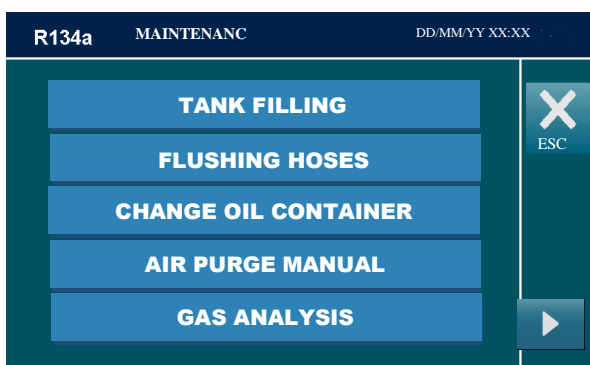 R134a MAINTENANC DD/MM/YY XX:XX
TANK FILLING
ESC
FLUSHING HOSES
CHANGE OIL CONTAINER
AIR PURGE MANUAL
GAS ANALYSIS